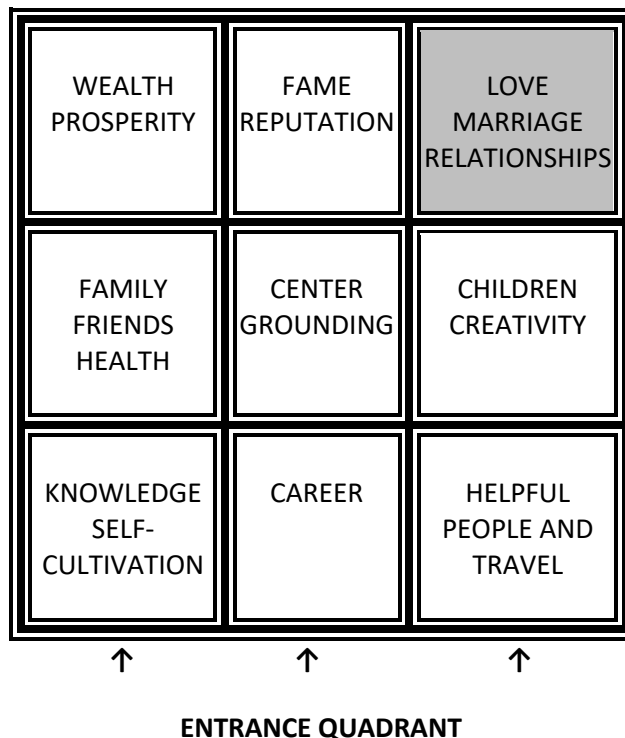 WEALTH
PROSPERITY
FAME
REPUTATION
LOVE
MARRIAGE
RELATIONSHIPS
FAMILY
FRIENDS
HEALTH
CENTER
GROUNDING
CHILDREN
CREATIVITY
KNOWLEDGE
SELF-
CULTIVATION
CAREER
HELPFUL
PEOPLE AND
TRAVEL
↑ ↑ ↑
ENTRANCE QUADRANT